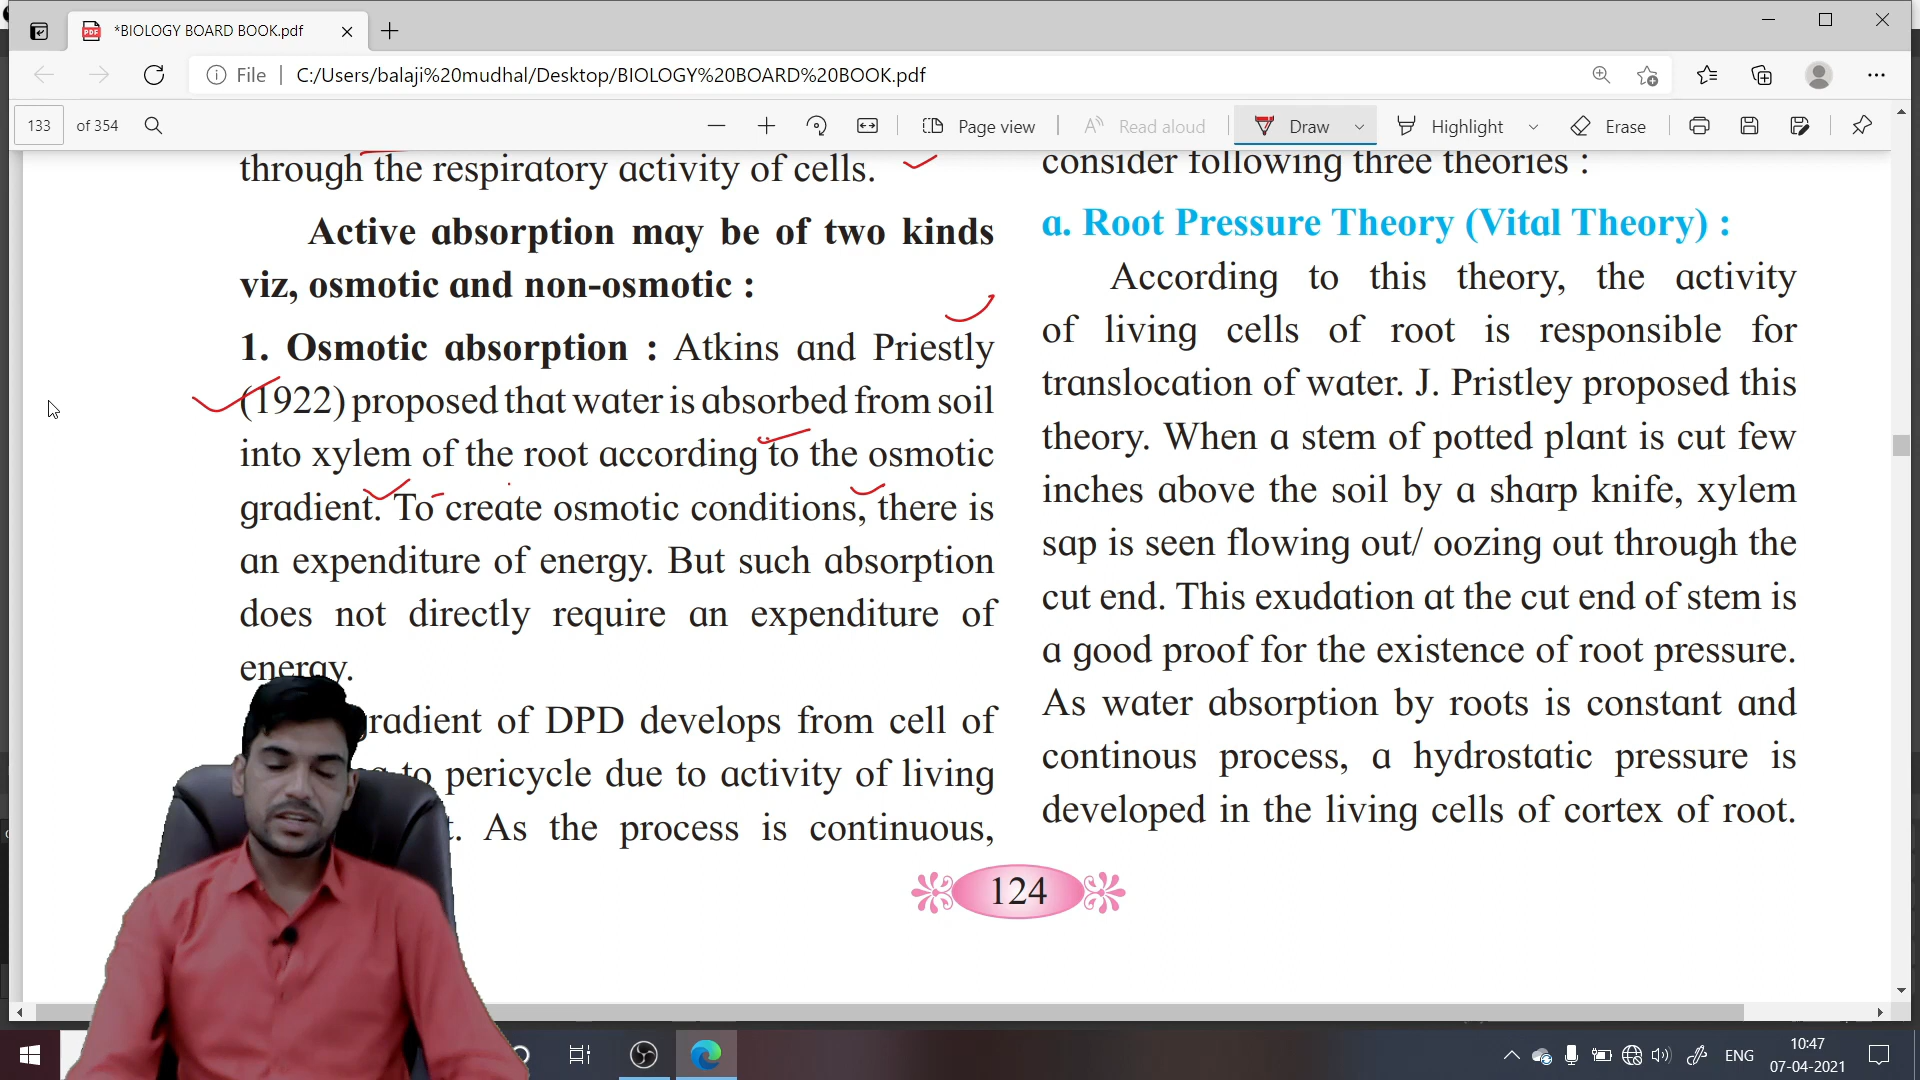 *BIOLOGY BOARD BOOK.pdf
File
C:/Users/balaji%20mudhal/Desktop/BIOLOGY%20BOARD%20BOOK.pdf
133 of 354
Page view
Read aloud
Draw
Highlight
Erase
through the respiratory activity of cells.
Active absorption may be of two kinds
viz, osmotic and non-osmotic :
1. Osmotic absorption : Atkins and Priestly
(1922) proposed that water is absorbed from soil
into xylem of the root according to the osmotic
gradient. To create osmotic conditions, there is
an expenditure of energy. But such absorption
does not directly require an expenditure of
energy.
gradient of DPD develops from cell of
to pericycle due to activity of living
As the process is continuous,
consider following three theories :
a. Root Pressure Theory (Vital Theory) :
According to this theory, the activity
of living cells of root is responsible for
translocation of water. J. Pristley proposed this
theory. When a stem of potted plant is cut few
inches above the soil by a sharp knife, xylem
sap is seen flowing out/ oozing out through the
cut end. This exudation at the cut end of stem is
a good proof for the existence of root pressure.
As water absorption by roots is constant and
continous process, a hydrostatic pressure is
developed in the living cells of cortex of root.
124
ENG
10:47
07-04-2021